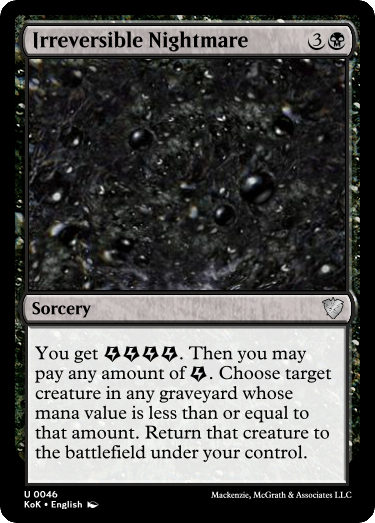 Irreversible Nightmare 3
Sorcery
You get. Then you may
pay any amount of. Choose target
creature in any graveyard whose
mana value is less than or equal to
that amount. Return that creature to
the battlefield under your control.
U 0046
KoK • English
Mackenzie, McGrath & Associates LLC